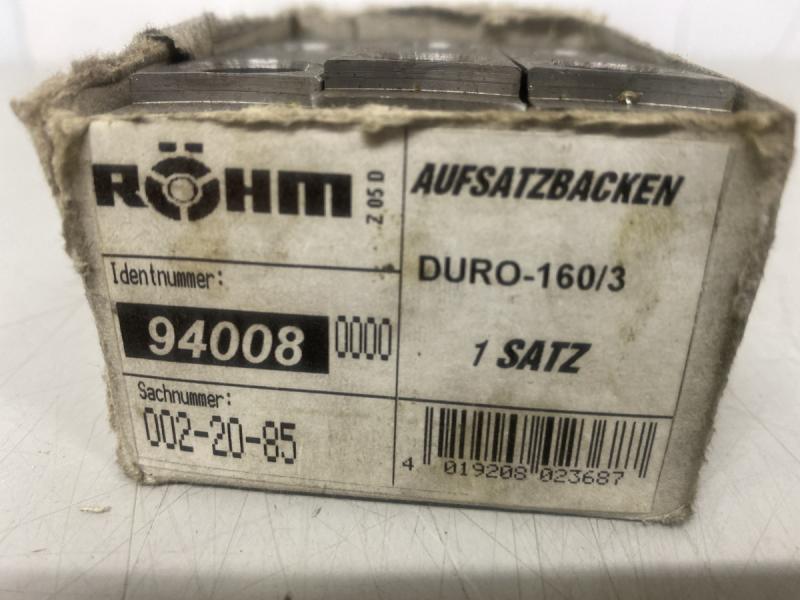 RÖHM
Z 05 D
Identnummer:
94008 0000
Sachnummer:
002-20-85
AUFSATZBACKEN
DURO-160/3
1 SATZ
4 019208 023687